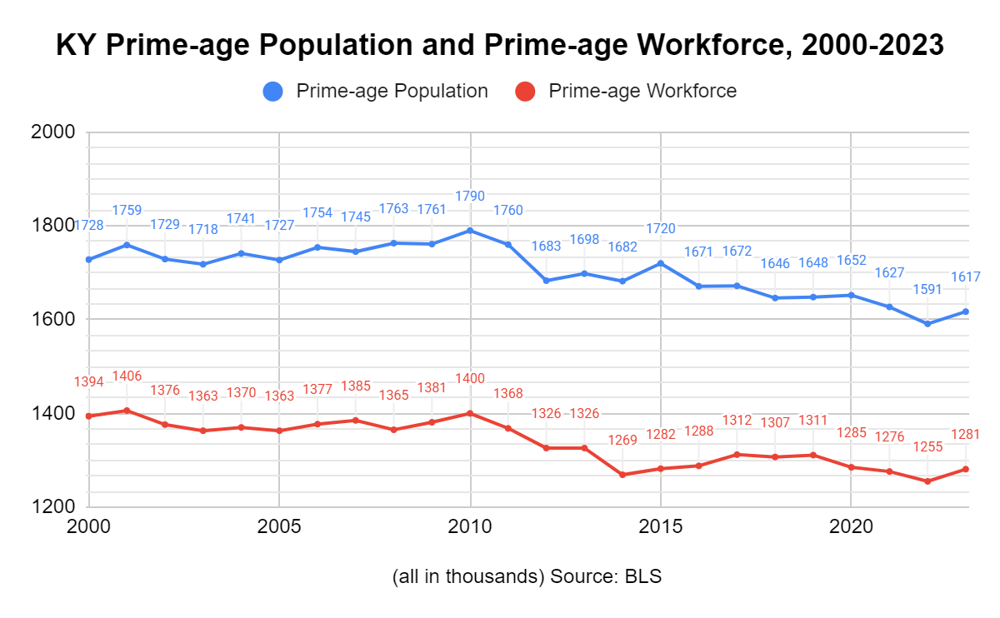 KY Prime-age Population and Prime-age Workforce, 2000-2023
Prime-age Population Prime-age Workforce
2000
1800
1600
1400
1200
1728 1759 1729 1718 1741 1727 1754 1745 1763 1761 1790 1760 1683 1698 1682 1720 1671 1672 1646 1648 1652 1627 1591 1617
1394 1406 1376 1363 1370 1363 1377 1385 1365 1381 1400 1368 1326 1326 1269 1282 1288 1312 1307 1311 1285 1276 1255 1281
2000 2005 2010 2015 2020
(all in thousands) Source: BLS